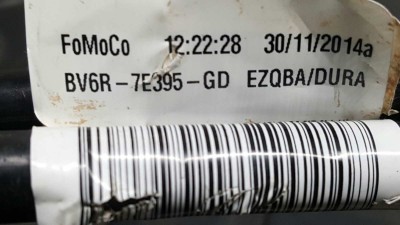 FoMoCo 12:22:28 30/11/2014a
BV6R-7E395-GD EZQBA/DURA